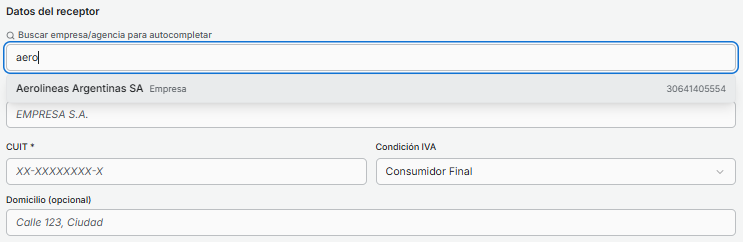 Datos del receptor
Buscar empresa/agencia para autocompletar
aero
Aerolineas Argentinas SA Empresa 30641405554
EMPRESA S.A.
CUIT * Condición IVA
XX-XXXXXXXX-X Consumidor Final
Domicilio (opcional)
Calle 123, Ciudad